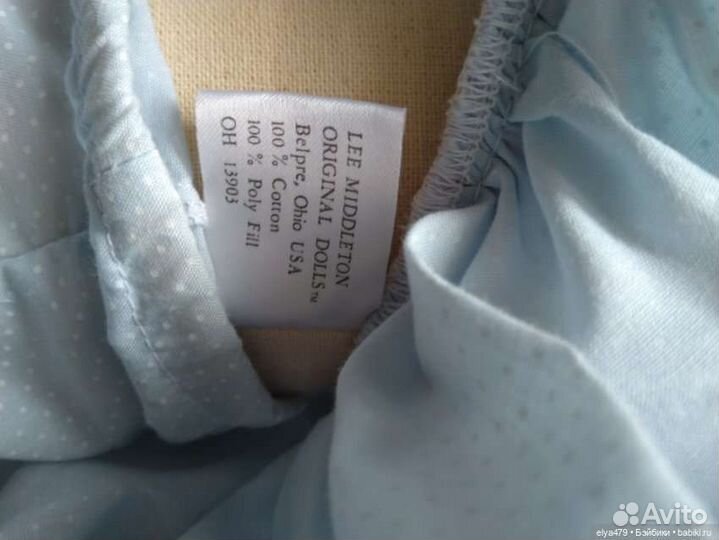 LEE MIDDLETON
ORIGINAL DOLLS™
Belpre, Ohio USA
100 % Cotton
100 % Poly Fill
OH 13903
Avito
elya479 • Бэйбики • babiki.ru